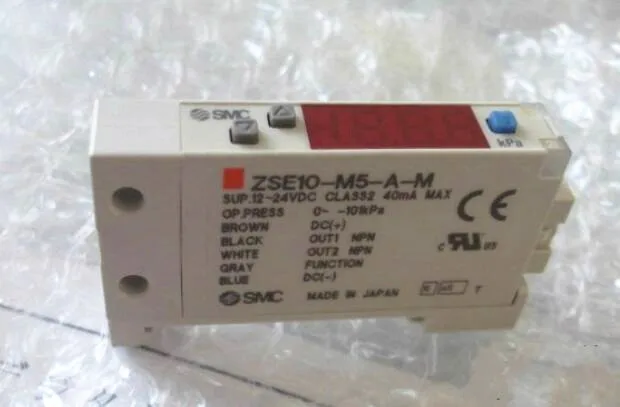 SMC
kPa
ZSE10-M5-A-M
SUP.12~24VDC CLASS2 40mA MAX
OP.PRESS 0~ -101kPa
BROWN DC(+)
BLACK OUT1 NPN
WHITE OUT2 NPN
GRAY FUNCTION
BLUE DC(-)
SMC MADE IN JAPAN
CE
c us